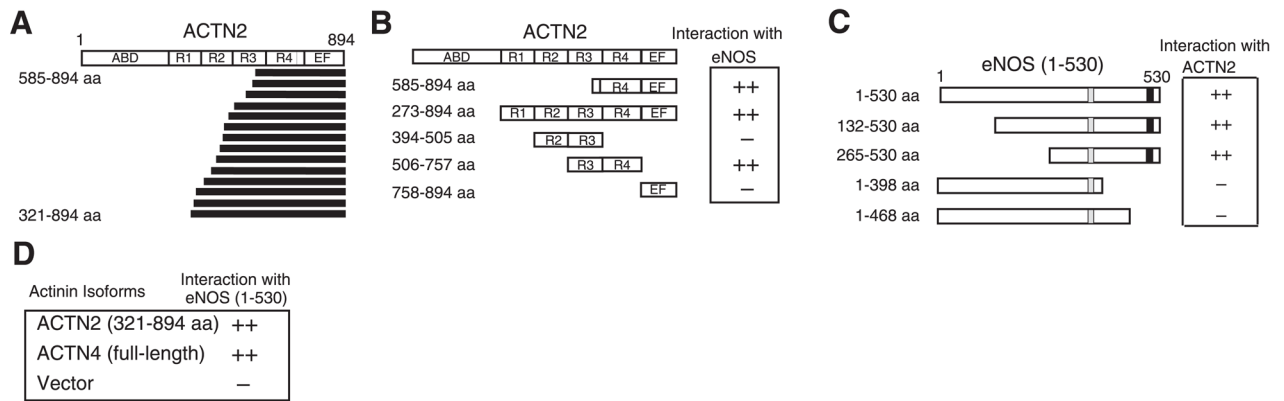 A
ACTN2
1
894
ABD R1 R2 R3 R4 EF
585-894 aa
321-894 aa
B
ACTN2
Interaction with
eNOS
ABD R1 R2 R3 R4 EF
585-894 aa R4 EF ++
273-894 aa R1 R2 R3 R4 EF ++
394-505 aa R2 R3 −
506-757 aa R3 R4 ++
758-894 aa EF −
C
Interaction with
ACTN2
eNOS (1-530)
1
530
1-530 aa ++
132-530 aa ++
265-530 aa ++
1-398 aa −
1-468 aa −
D
Actinin Isoforms
Interaction with
eNOS (1-530)
ACTN2 (321-894 aa) ++
ACTN4 (full-length) ++
Vector −